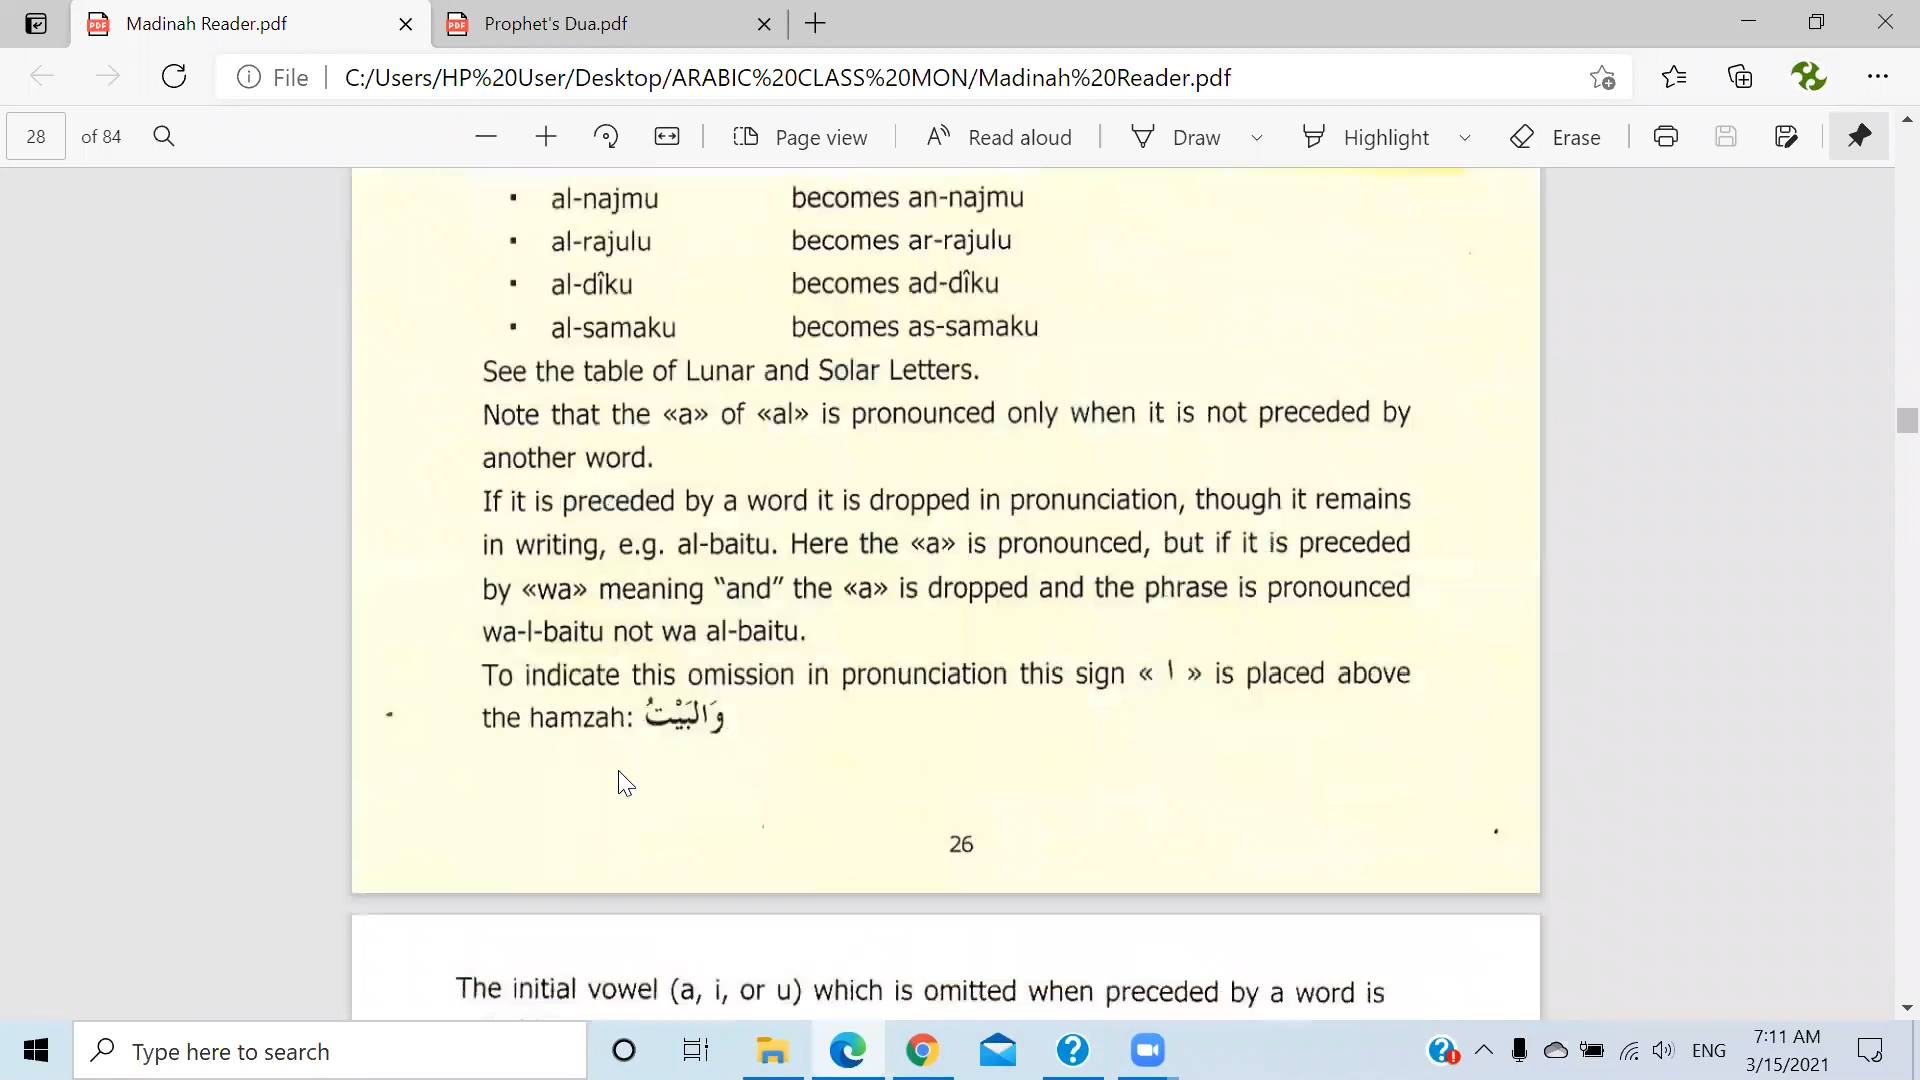 Madinah Reader.pdf
Prophet's Dua.pdf
File
C:/Users/HP%20User/Desktop/ARABIC%20CLASS%20MON/Madinah%20Reader.pdf
28 of 84
Page view
Read aloud
Draw
Highlight
Erase
▪ al-najmu becomes an-najmu
▪ al-rajulu becomes ar-rajulu
▪ al-dîku becomes ad-dîku
▪ al-samaku becomes as-samaku
See the table of Lunar and Solar Letters.
Note that the «a» of «al» is pronounced only when it is not preceded by
another word.
If it is preceded by a word it is dropped in pronunciation, though it remains
in writing, e.g. al-baitu. Here the «a» is pronounced, but if it is preceded
by «wa» meaning “and” the «a» is dropped and the phrase is pronounced
wa-l-baitu not wa al-baitu.
To indicate this omission in pronunciation this sign « ا » is placed above
the hamzah: وَالبَيْتُ
26
The initial vowel (a, i, or u) which is omitted when preceded by a word is
Type here to search
ENG
7:11 AM
3/15/2021